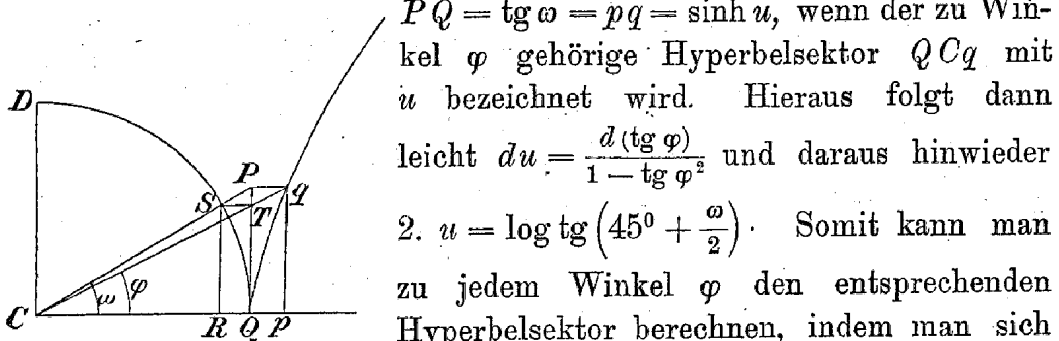 PQ = tg ω = pq = sinh u, wenn der zu Win-
kel φ gehörige Hyperbelsektor QCq mit
u bezeichnet wird. Hieraus folgt dann
leicht du = d (tg φ) / 1 − tg φ² und daraus hinwieder
2. u = log tg (45⁰ + ω/2). Somit kann man
zu jedem Winkel φ den entsprechenden
Hyperbelsektor berechnen, indem man sich
D
P
q
S
T
ω
φ
C
R
Q
p